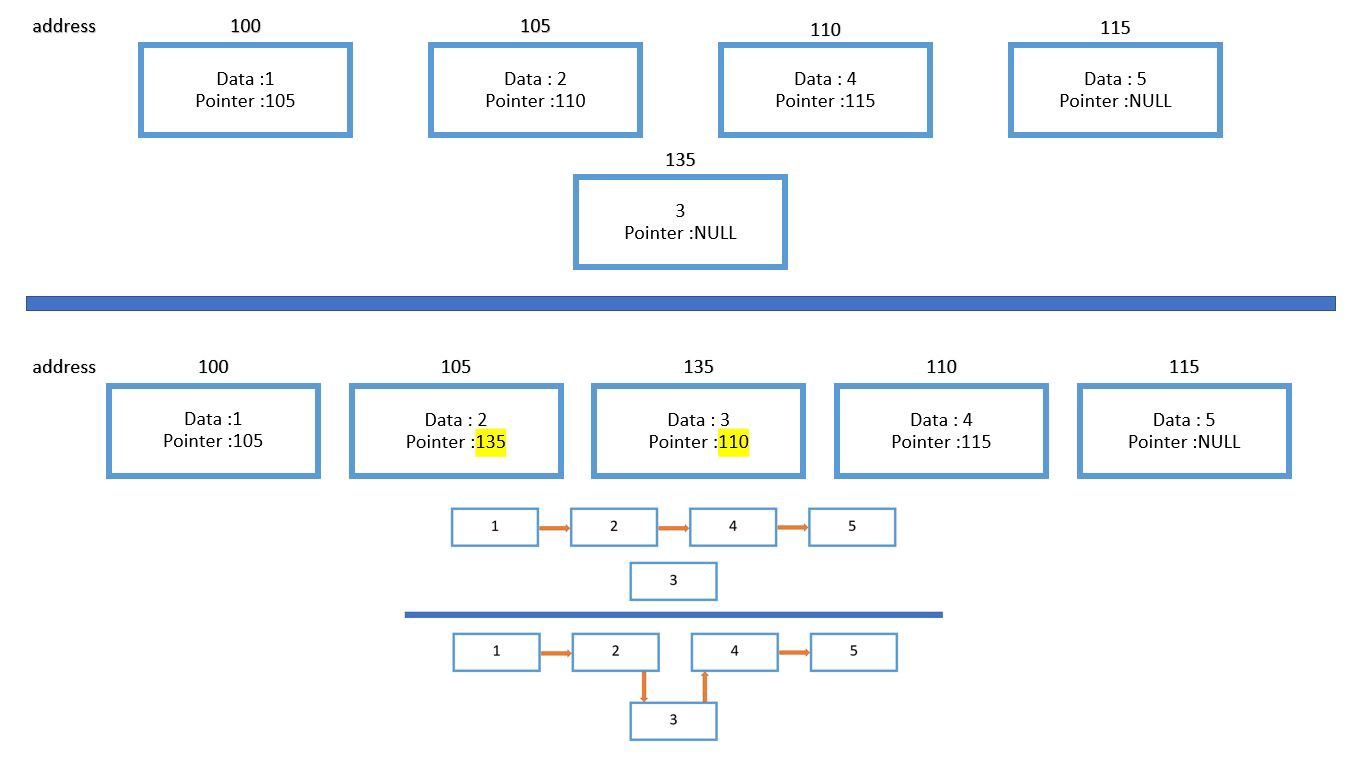 address 100 105 110 115
Data :1 Data : 2 Data : 4 Data : 5
Pointer :105 Pointer :110 Pointer :115 Pointer :NULL
135
3
Pointer :NULL
address 100 105 135 110 115
Data :1 Data : 2 Data : 3 Data : 4 Data : 5
Pointer :105 Pointer :135 Pointer :110 Pointer :115 Pointer :NULL
1 2 4 5
3
1 2 4 5
3